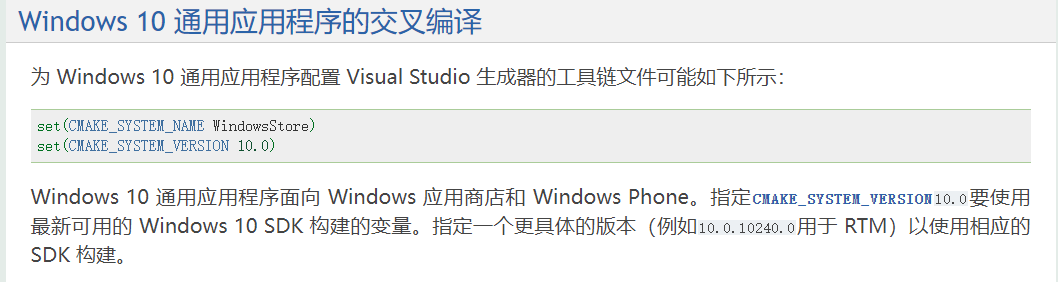 Windows 10 通用应用程序的交叉编译
为 Windows 10 通用应用程序配置 Visual Studio 生成器的工具链文件可能如下所示：
set(CMAKE_SYSTEM_NAME WindowsStore)
set(CMAKE_SYSTEM_VERSION 10.0)
Windows 10 通用应用程序面向 Windows 应用商店和 Windows Phone。指定CMAKE_SYSTEM_VERSION10.0要使用
最新可用的 Windows 10 SDK 构建的变量。指定一个更具体的版本（例如10.0.10240.0用于 RTM）以使用相应的
SDK 构建。